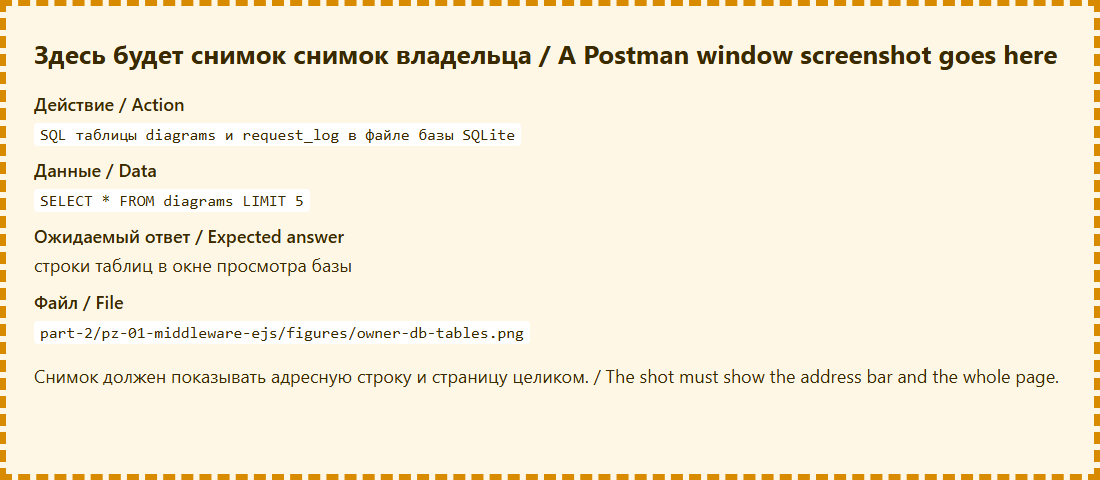 Здесь будет снимок снимок владельца / A Postman window screenshot goes here
Действие / Action
SQL таблицы diagrams и request_log в файле базы SQLite
Данные / Data
SELECT * FROM diagrams LIMIT 5
Ожидаемый ответ / Expected answer
строки таблиц в окне просмотра базы
Файл / File
part-2/pz-01-middleware-ejs/figures/owner-db-tables.png
Снимок должен показывать адресную строку и страницу целиком. / The shot must show the address bar and the whole page.